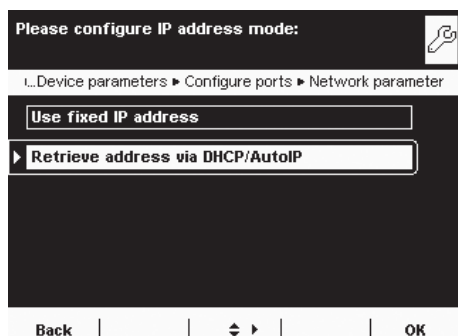 Please configure IP address mode:
ı...Device parameters ▸ Configure ports ▸ Network parameter
Use fixed IP address
Retrieve address via DHCP/AutoIP
Back
OK